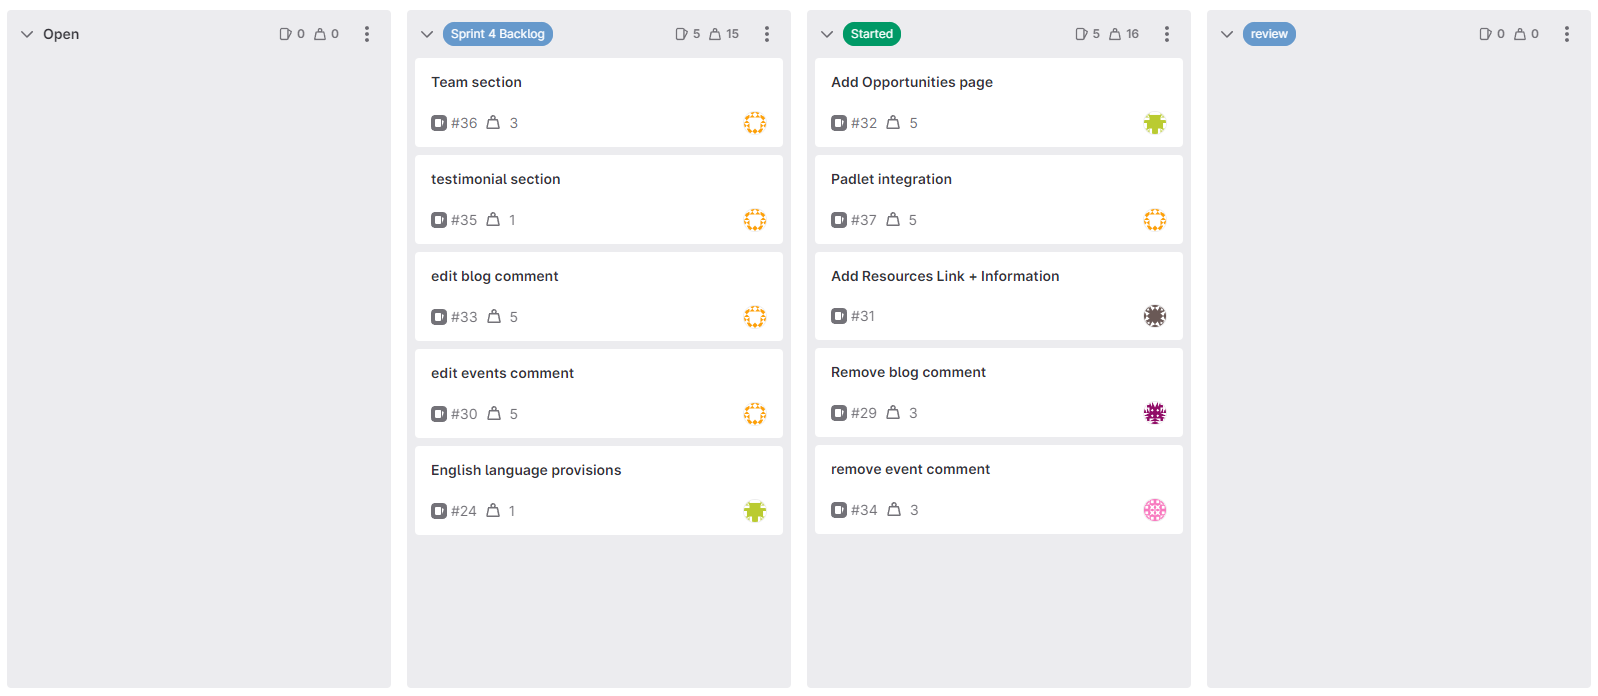 Open 0 0
Sprint 4 Backlog 5 15
Team section
#36 3
testimonial section
#35 1
edit blog comment
#33 5
edit events comment
#30 5
English language provisions
#24 1
Started 5 16
Add Opportunities page
#32 5
Padlet integration
#37 5
Add Resources Link + Information
#31
Remove blog comment
#29 3
remove event comment
#34 3
review 0 0